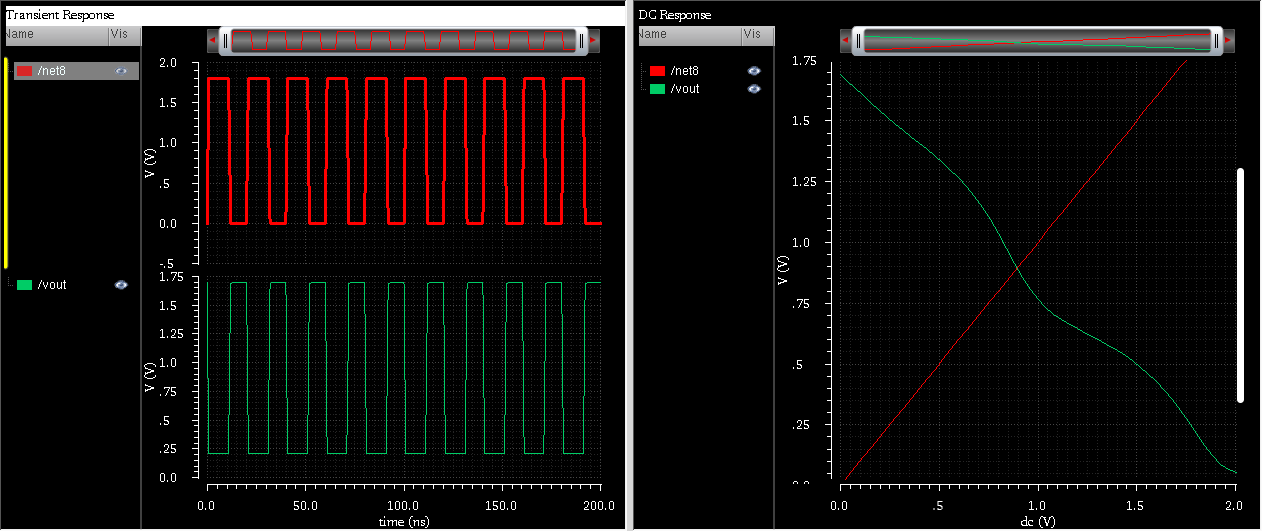 Transient Response
Name Vis
/net8
2.0
1.5
1.0
.5
0.0
-.5
V (V)
/vout
1.75
1.5
1.25
1.0
.75
.5
.25
0.0
V (V)
0.0 50.0 100.0 150.0 200.0
time (ns)
DC Response
Name Vis
/net8
/vout
1.75
1.5
1.25
1.0
.75
.5
.25
0.0
V (V)
0.0 .5 1.0 1.5 2.0
dc (V)